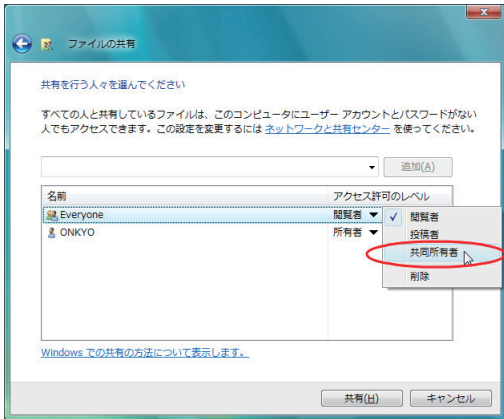 ファイルの共有
共有を行う人々を選んでください
すべての人と共有しているファイルは、このコンピュータにユーザー アカウントとパスワードがない
人でもアクセスできます。この設定を変更するには ネットワークと共有センター を使ってください。
追加(A)
名前 アクセス許可のレベル
Everyone 閲覧者
ONKYO 所有者
閲覧者
投稿者
共同所有者
削除
Windows での共有の方法について表示します。
共有(H) キャンセル